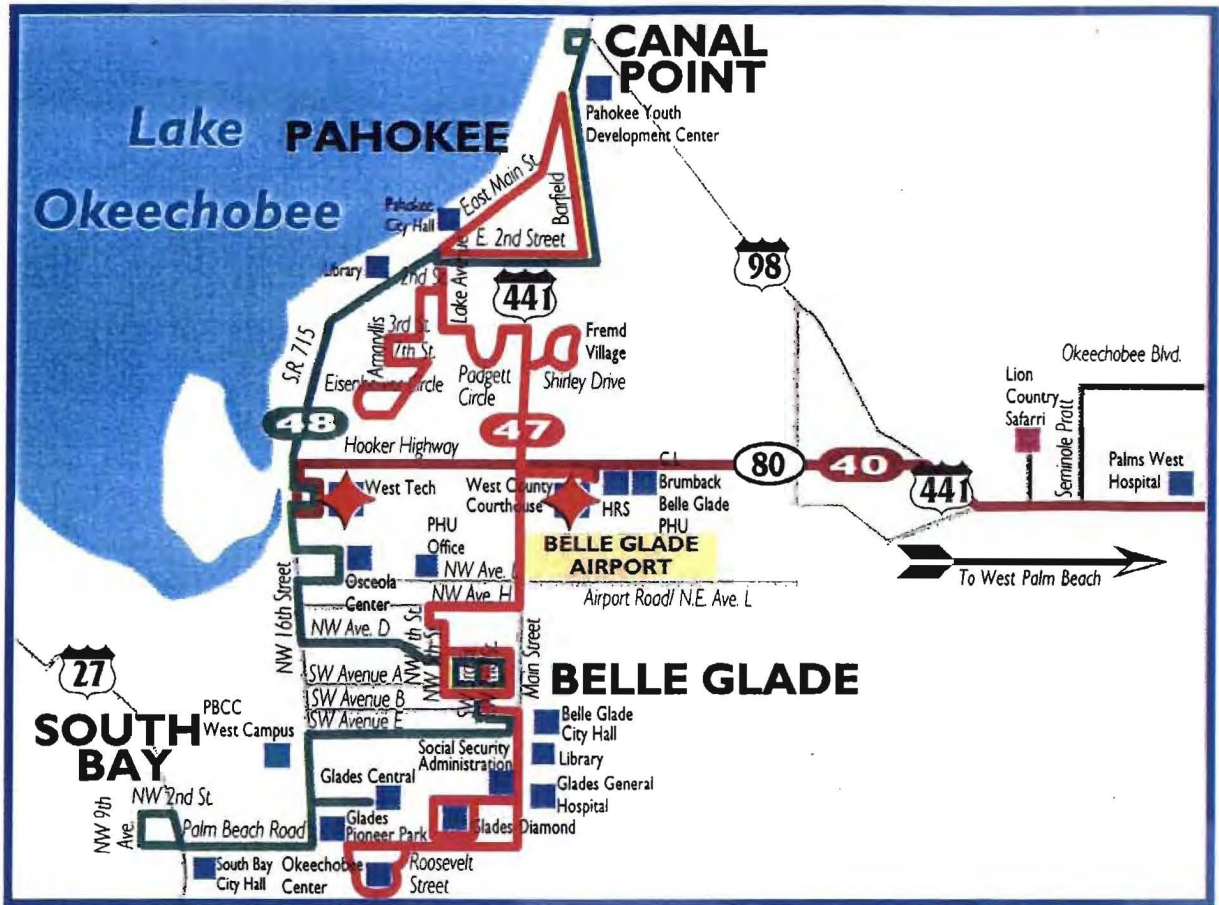 CANAL
POINT
Pahokee Youth
Development Center
Lake
PAHOKEE
Okeechobee
East Main St.
Barfield
Pahokee
City Hall
E. 2nd Street
Library
2nd St.
Lake Avenue
441
98
S.R. 715
Amaryllis
3rd St.
7th St.
Eisenhower Circle
Padgett
Circle
Fremd
Village
Shirley Drive
Okeechobee Blvd.
Lion
Country
Safarri
Seminole Pratt
48
47
Hooker Highway
80
40
441
Palms West
Hospital
West Tech
West County
Courthouse
HRS
C.L.
Brumback
Belle Glade
PHU
PHU
Office
BELLE GLADE
AIRPORT
To West Palm Beach
Osceola
Center
NW Ave. L
NW Ave. H
Airport Road/ N.E. Ave. L
NW 16th Street
NW Ave. D
Main Street
27
SW Avenue A
SW Avenue B
SW Avenue E
BELLE GLADE
SOUTH
BAY
PBCC
West Campus
Belle Glade
City Hall
Library
Glades General
Hospital
Social Security
Administration
Glades Central
NW 2nd St.
NW 9th
Ave.
Palm Beach Road
Glades
Pioneer Park
Glades Diamond
South Bay
City Hall
Okeechobee
Center
Roosevelt
Street